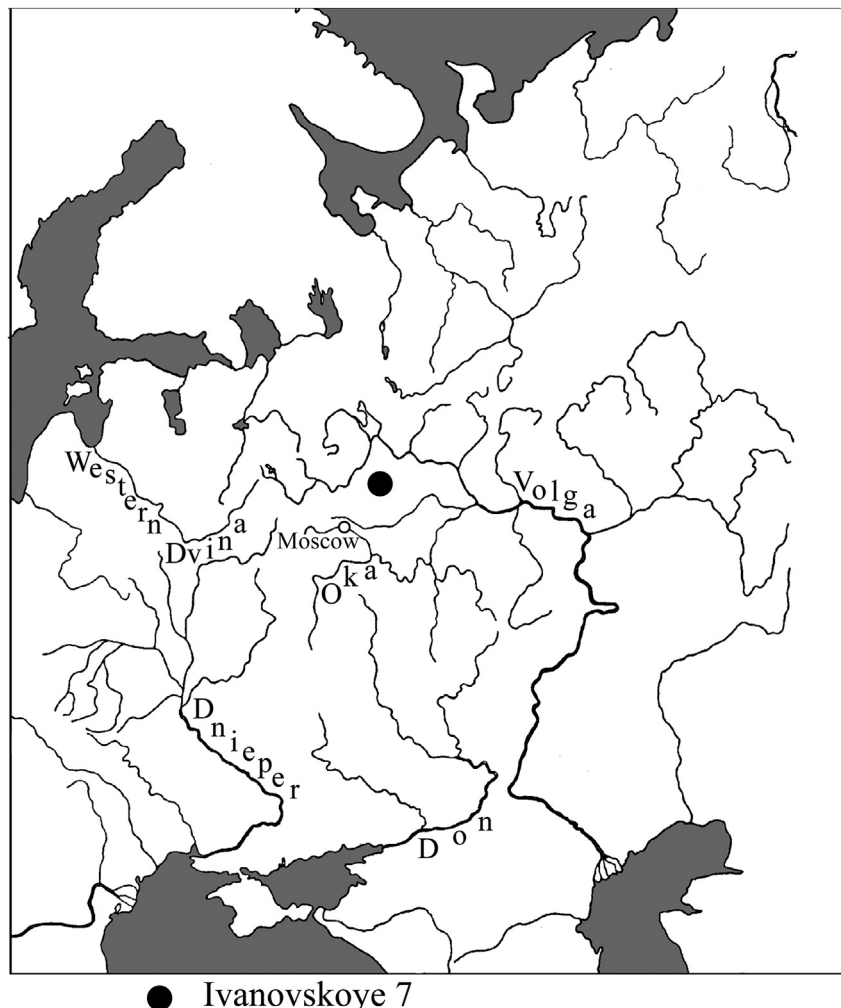 Western
Dvina
Volga
Moscow
Oka
Dnieper
Don
Ivanovskoye 7